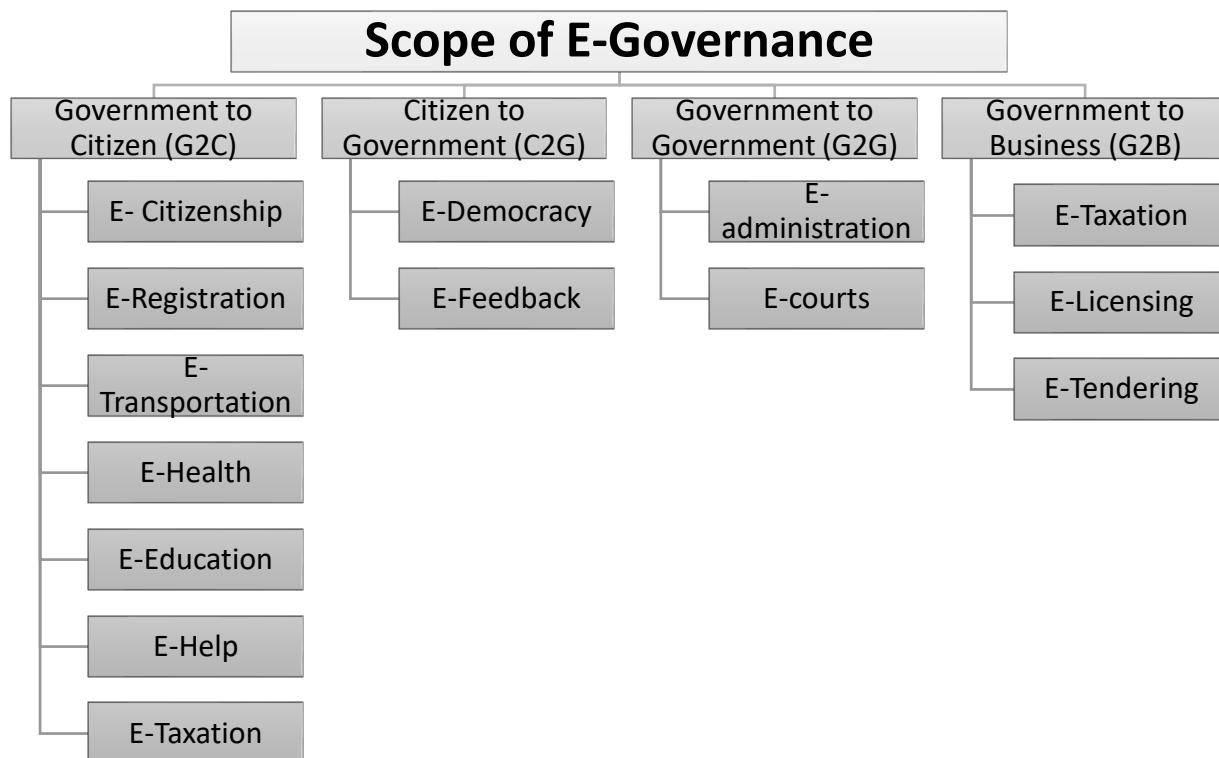 Scope of E-Governance
Government to
Citizen (G2C)
E- Citizenship
E-Registration
E-
Transportation
E-Health
E-Education
E-Help
E-Taxation
Citizen to
Government (C2G)
E-Democracy
E-Feedback
Government to
Government (G2G)
E-
administration
E-courts
Government to
Business (G2B)
E-Taxation
E-Licensing
E-Tendering